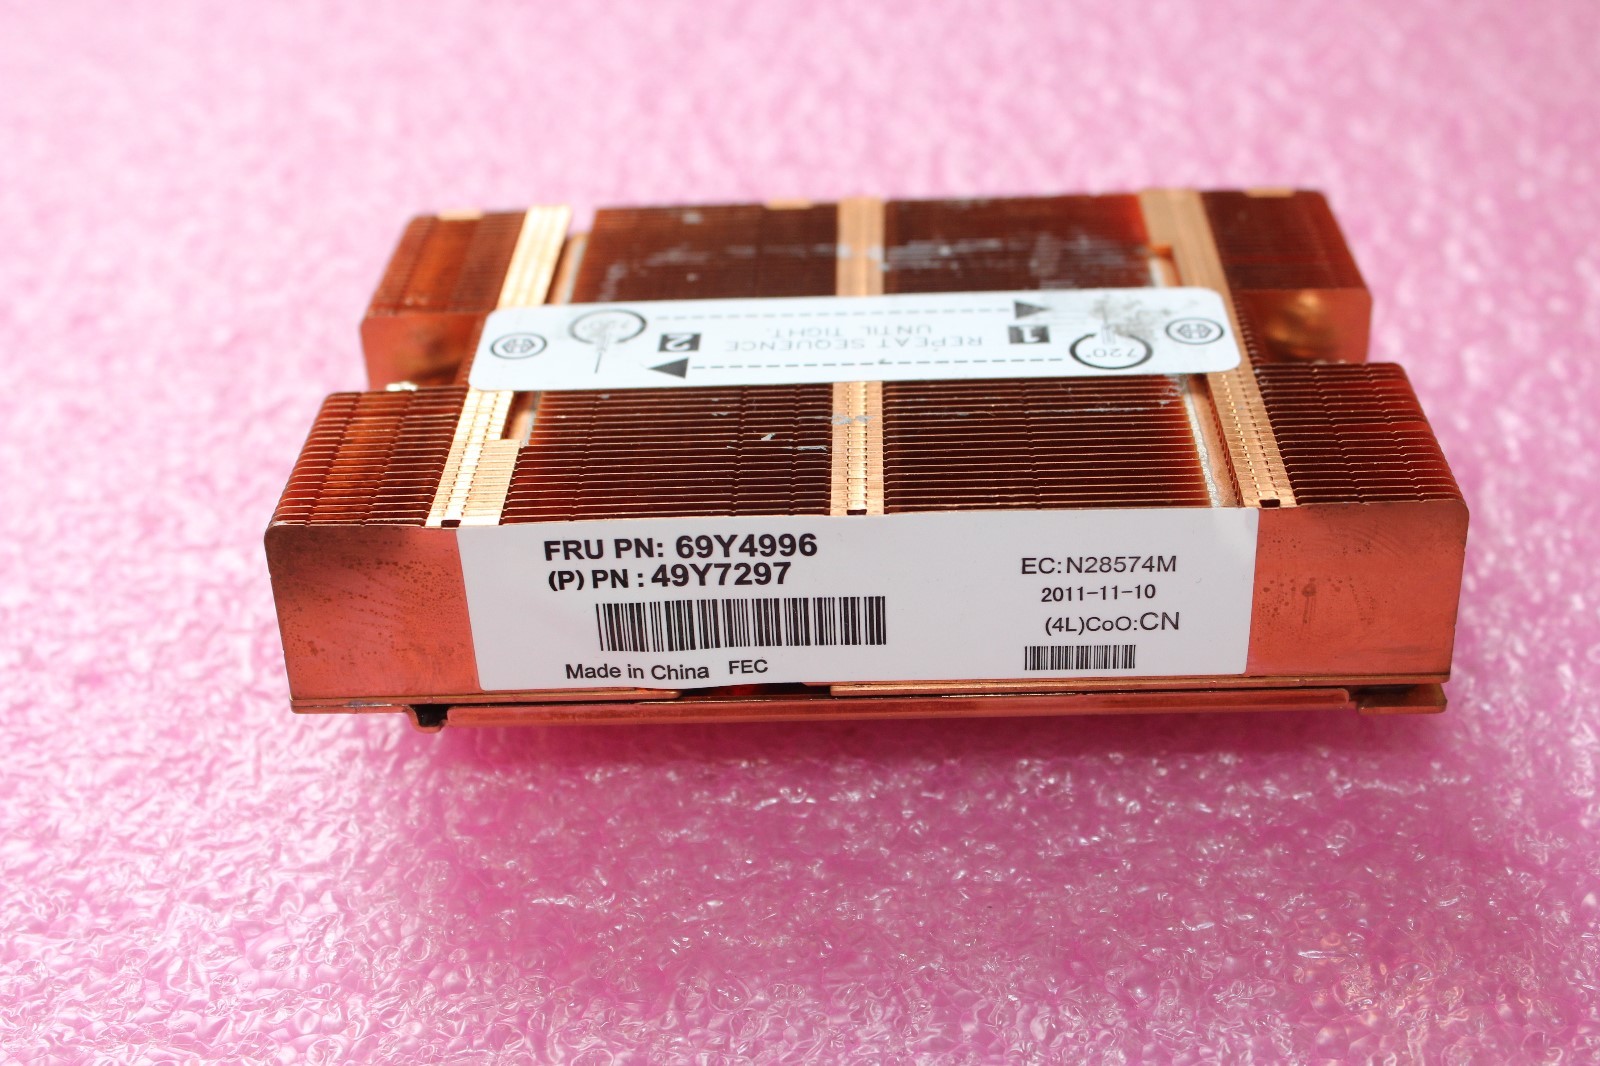 720°
1
REPEAT SEQUENCE
UNTIL TIGHT.
2
FRU PN: 69Y4996
(P) PN : 49Y7297
Made in China FEC
EC:N28574M
2011-11-10
(4L)CoO:CN